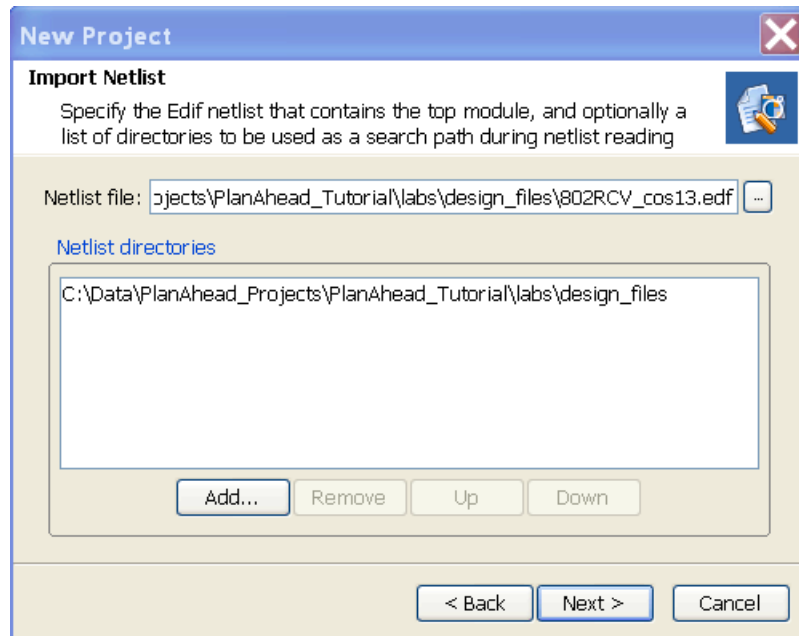 New Project
Import Netlist
Specify the Edif netlist that contains the top module, and optionally a
list of directories to be used as a search path during netlist reading
Netlist file: ojects\PlanAhead_Tutorial\labs\design_files\802RCV_cos13.edf ...
Netlist directories
C:\Data\PlanAhead_Projects\PlanAhead_Tutorial\labs\design_files
Add... Remove Up Down
< Back Next > Cancel